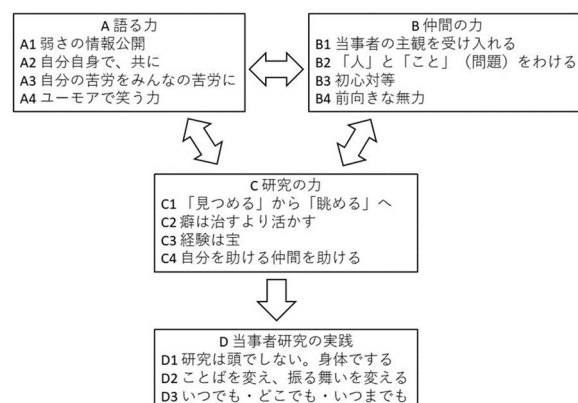 A 語る力
A1 弱さの情報公開
A2 自分自身で、共に
A3 自分の苦労をみんなの苦労に
A4 ユーモアで笑う力
B 仲間の力
B1 当事者の主観を受け入れる
B2 「人」と「こと」（問題）をわける
B3 初心対等
B4 前向きな無力
C 研究の力
C1 「見つめる」から「眺める」へ
C2 癖は治すより活かす
C3 経験は宝
C4 自分を助ける仲間を助ける
D 当事者研究の実践
D1 研究は頭でしない。身体でする
D2 ことばを変え、振る舞いを変える
D3 いつでも・どこでも・いつまでも